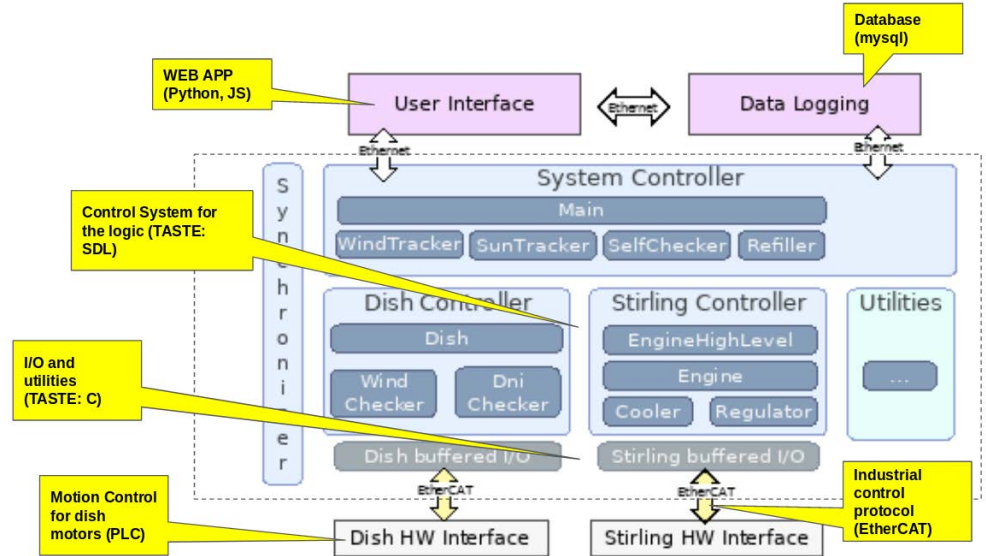 Database
(mysql)
WEB APP
(Python, JS)
User Interface
Ethernet
Data Logging
Ethernet
Ethernet
Synchronizer
System Controller
Main
WindTracker
SunTracker
SelfChecker
Refiller
Control System for
the logic (TASTE:
SDL)
Dish Controller
Dish
Wind
Checker
Dni
Checker
Stirling Controller
EngineHighLevel
Engine
Cooler
Regulator
Utilities
...
I/O and
utilities
(TASTE: C)
Dish buffered I/O
Stirling buffered I/O
EtherCAT
EtherCAT
Motion Control
for dish
motors (PLC)
Dish HW Interface
Stirling HW Interface
Industrial
control
protocol
(EtherCAT)